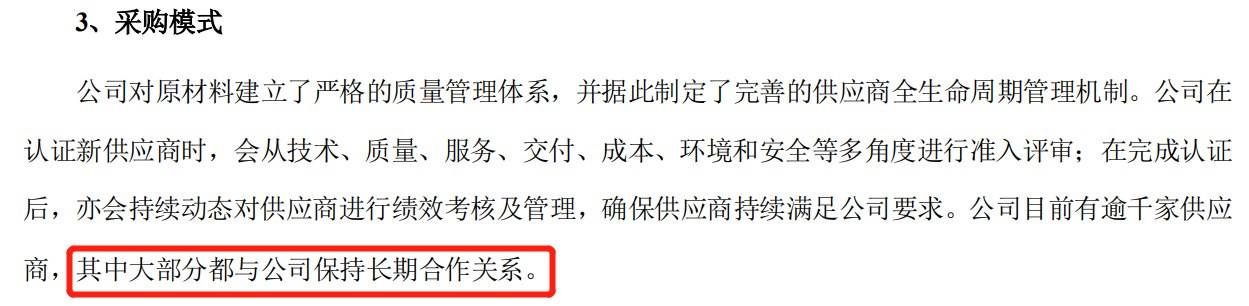 3、采购模式
公司对原材料建立了严格的质量管理体系，并据此制定了完善的供应商全生命周期管理机制。公司在
认证新供应商时，会从技术、质量、服务、交付、成本、环境和安全等多角度进行准入评审；在完成认证
后，亦会持续动态对供应商进行绩效考核及管理，确保供应商持续满足公司要求。公司目前有逾千家供应
商，其中大部分都与公司保持长期合作关系。